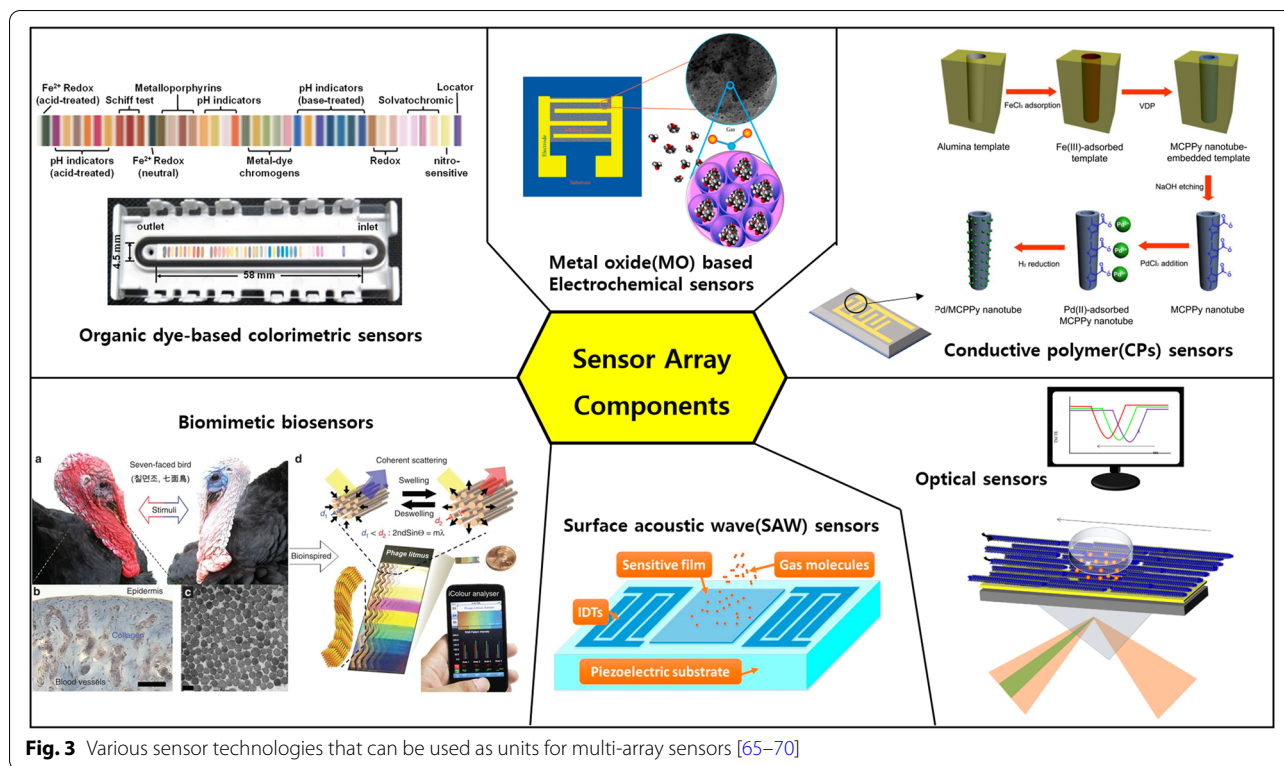 Fe²⁺ Redox
(acid-treated)
Schiff test
Metalloporphyrins
pH indicators
pH indicators
(base-treated)
Solvatochromic
Locator
pH indicators
(acid-treated)
Fe²⁺ Redox
(neutral)
Metal-dye
chromogens
Redox
nitro-
sensitive
outlet
inlet
4.5 mm
58 mm
Organic dye-based colorimetric sensors
Electrode
Substrate
Gas
Metal oxide(MO) based
Electrochemical sensors
FeCl₃ adsorption
VDP
Alumina template
Fe(III)-adsorbed
template
MCPPy nanotube-
embedded template
NaOH etching
H₂ reduction
PdCl₂ addition
Pd/MCPPy nanotube
Pd(II)-adsorbed
MCPPy nanotube
MCPPy nanotube
Conductive polymer(CPs) sensors
Sensor Array
Components
Biomimetic biosensors
a
Seven-faced bird
(칠면조, 七面鳥)
Stimuli
Bioinspired
b
Epidermis
Collagen
Blood vessels
c
d
Coherent scattering
Swelling
Deswelling
d₁
d₂
d₁ < d₂ : 2ndSinΘ = mλ
Phage litmus
iColour analyser
Surface acoustic wave(SAW) sensors
Sensitive film
Gas molecules
IDTs
Piezoelectric substrate
Optical sensors
Fig. 3 Various sensor technologies that can be used as units for multi-array sensors [65–70]